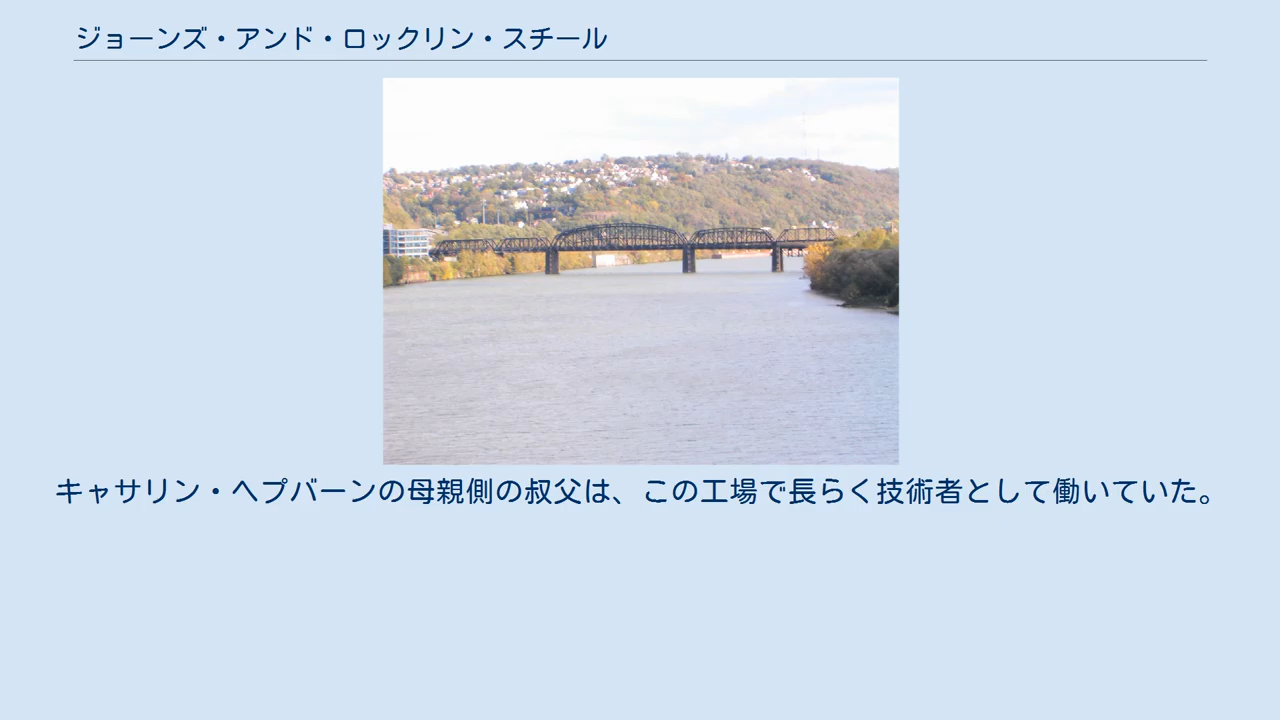 ジョーンズ・アンド・ロックリン・スチール
キャサリン・ヘプバーンの母親側の叔父は、この工場で長らく技術者として働いていた。